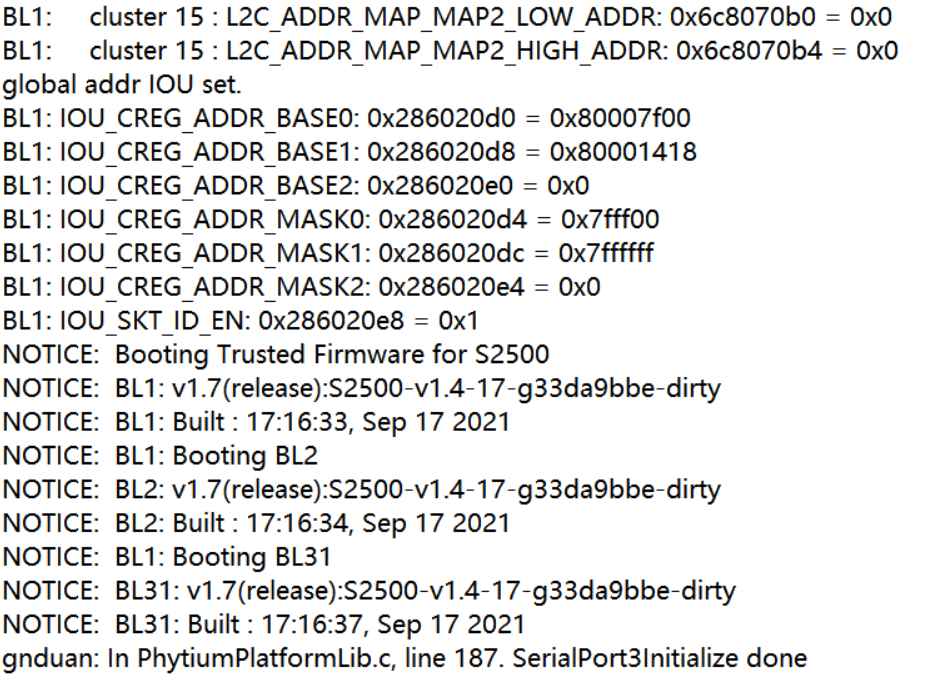 BL1:    cluster 15 : L2C_ADDR_MAP_MAP2_LOW_ADDR: 0x6c8070b0 = 0x0
BL1:    cluster 15 : L2C_ADDR_MAP_MAP2_HIGH_ADDR: 0x6c8070b4 = 0x0
global addr IOU set.
BL1: IOU_CREG_ADDR_BASE0: 0x286020d0 = 0x80007f00
BL1: IOU_CREG_ADDR_BASE1: 0x286020d8 = 0x80001418
BL1: IOU_CREG_ADDR_BASE2: 0x286020e0 = 0x0
BL1: IOU_CREG_ADDR_MASK0: 0x286020d4 = 0x7fff00
BL1: IOU_CREG_ADDR_MASK1: 0x286020dc = 0x7ffffff
BL1: IOU_CREG_ADDR_MASK2: 0x286020e4 = 0x0
BL1: IOU_SKT_ID_EN: 0x286020e8 = 0x1
NOTICE:  Booting Trusted Firmware for S2500
NOTICE:  BL1: v1.7(release):S2500-v1.4-17-g33da9bbe-dirty
NOTICE:  BL1: Built : 17:16:33, Sep 17 2021
NOTICE:  BL1: Booting BL2
NOTICE:  BL2: v1.7(release):S2500-v1.4-17-g33da9bbe-dirty
NOTICE:  BL2: Built : 17:16:34, Sep 17 2021
NOTICE:  BL1: Booting BL31
NOTICE:  BL31: v1.7(release):S2500-v1.4-17-g33da9bbe-dirty
NOTICE:  BL31: Built : 17:16:37, Sep 17 2021
gnduan: In PhytiumPlatformLib.c, line 187. SerialPort3Initialize done